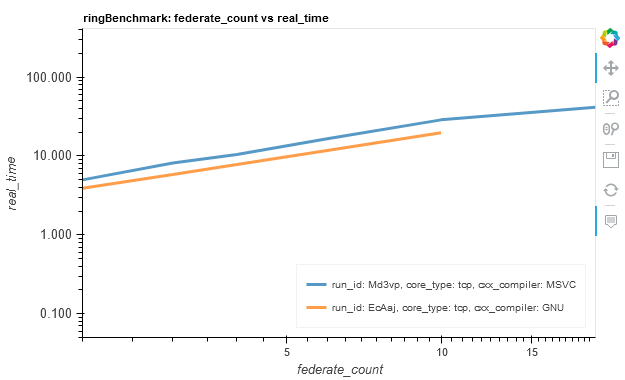 ringBenchmark: federate_count vs real_time
100.000
10.000
1.000
0.100
real_time
run_id: Md3vp, core_type: tcp, cxx_compiler: MSVC
run_id: EcAaj, core_type: tcp, cxx_compiler: GNU
5
10
15
federate_count